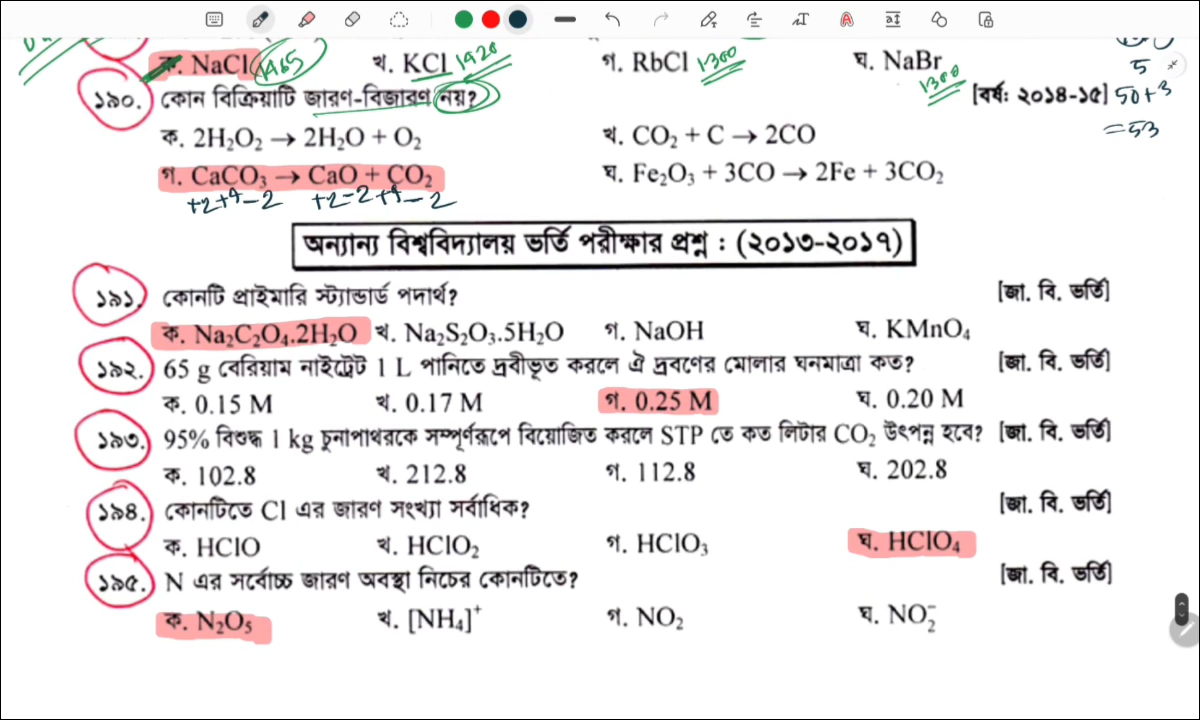 ক. NaCl 1465 খ. KCl 1420 গ. RbCl 1300 ঘ. NaBr 1300 5
১৯০. কোন বিক্রিয়াটি জারণ-বিজারণ নয়? [বর্ষ: ২০১৪-১৫] 50+3
ক. 2H₂O₂ → 2H₂O + O₂ খ. CO₂ + C → 2CO =53
গ. CaCO₃ → CaO + CO₂ ঘ. Fe₂O₃ + 3CO → 2Fe + 3CO₂
+2+4-2 +2-2+4-2
অন্যান্য বিশ্ববিদ্যালয় ভর্তি পরীক্ষার প্রশ্ন : (২০১৩-২০১৭)
১৯১. কোনটি প্রাইমারি স্ট্যান্ডার্ড পদার্থ? [জা. বি. ভর্তি]
ক. Na₂C₂O₄.2H₂O খ. Na₂S₂O₃.5H₂O গ. NaOH ঘ. KMnO₄
১৯২. 65 g বেরিয়াম নাইট্রেট 1 L পানিতে দ্রবীভূত করলে ঐ দ্রবণের মোলার ঘনমাত্রা কত? [জা. বি. ভর্তি]
ক. 0.15 M খ. 0.17 M গ. 0.25 M ঘ. 0.20 M
১৯৩. 95% বিশুদ্ধ 1 kg চুনাপাথরকে সম্পূর্ণরূপে বিয়োজিত করলে STP তে কত লিটার CO₂ উৎপন্ন হবে? [জা. বি. ভর্তি]
ক. 102.8 খ. 212.8 গ. 112.8 ঘ. 202.8
১৯৪. কোনটিতে Cl এর জারণ সংখ্যা সর্বাধিক? [জা. বি. ভর্তি]
ক. HClO খ. HClO₂ গ. HClO₃ ঘ. HClO₄
১৯৫. N এর সর্বোচ্চ জারণ অবস্থা নিচের কোনটিতে? [জা. বি. ভর্তি]
ক. N₂O₅ খ. [NH₄]⁺ গ. NO₂ ঘ. NO₂⁻